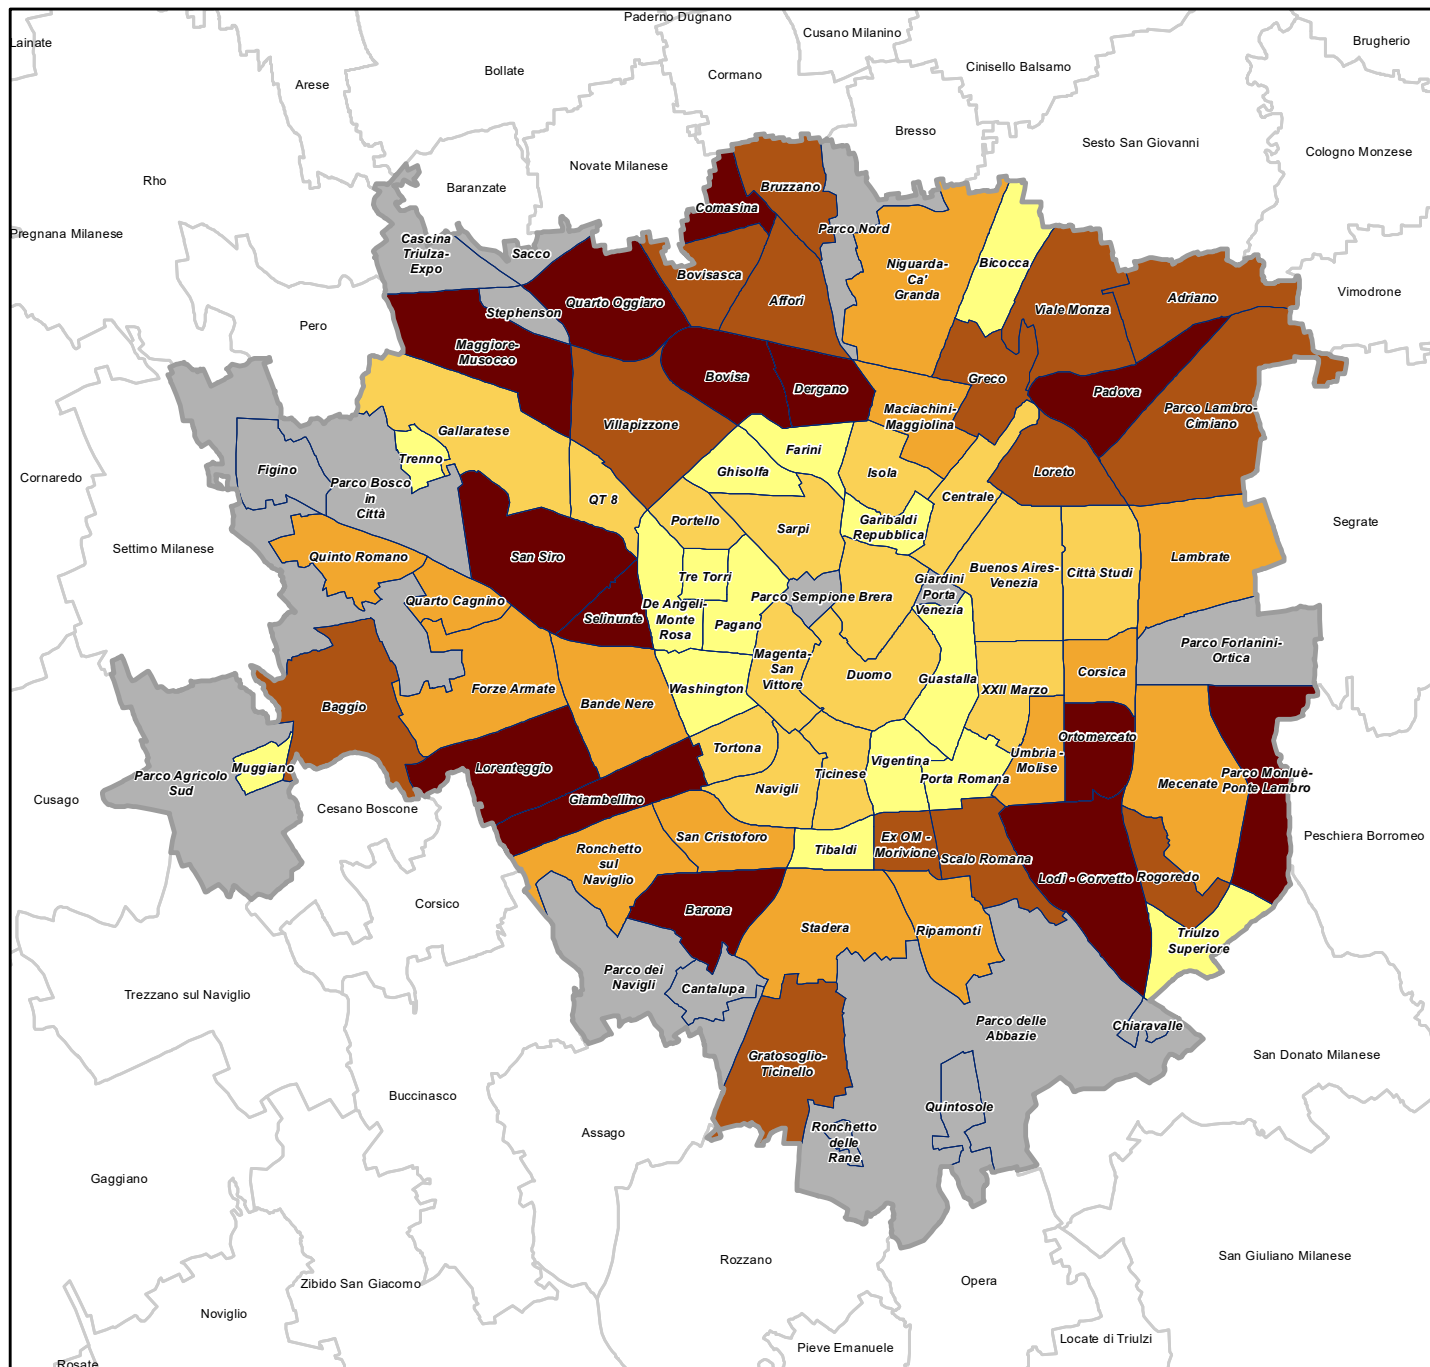 Paderno Dugnano
Cusano Milanino
Lainate
Brugherio
Cinisello Balsamo
Bollate
Cormano
Arese
Bresso
Sesto San Giovanni
Cologno Monzese
Novate Milanese
Rho
Baranzate
Bruzzano
Comasina
Parco Nord
Pregnana Milanese
Cascina
Triulza-
Expo
Sacco
Bovisasca
Niguarda-
Ca'
Granda
Bicocca
Vimodrone
Adriano
Quarto Oggiaro
Affori
Viale Monza
Stephenson
Pero
Maggiore-
Musocco
Bovisa
Dergano
Greco
Padova
Maciachini-
Maggiolina
Parco Lambro-
Cimiano
Villapizzone
Gallaratese
Farini
Trenno
Ghisolfa
Isola
Loreto
Figino
Cornaredo
Parco Bosco
in
Città
QT 8
Centrale
Portello
Sarpi
Garibaldi
Repubblica
Segrate
Settimo Milanese
Quinto Romano
San Siro
Lambrate
Buenos Aires-
Venezia
Città Studi
Tre Torri
Giardini
Porta
Venezia
Parco Sempione
Brera
Quarto Cagnino
De Angeli-
Monte
Rosa
Selinunte
Pagano
Parco Forlanini-
Ortica
Magenta-
San
Vittore
Duomo
Guastalla
Corsica
Forze Armate
Washington
XXII Marzo
Bande Nere
Baggio
Ortomercato
Tortona
Umbria -
Molise
Vigentina
Lorenteggio
Muggiano
Parco Agricolo
Sud
Ticinese
Porta Romana
Parco Monluè-
Ponte Lambro
Mecenate
Navigli
Cusago
Giambellino
Cesano Boscone
Peschiera Borromeo
San Cristoforo
Ex OM -
Morivione
Tibaldi
Scalo Romana
Ronchetto
sul
Naviglio
Lodi - Corvetto
Rogoredo
Corsico
Barona
Stadera
Ripamonti
Triulzo
Superiore
Parco dei
Navigli
Cantalupa
Trezzano sul Naviglio
Parco delle
Abbazie
Chiaravalle
Gratosoglio-
Ticinello
San Donato Milanese
Buccinasco
Quintosole
Assago
Ronchetto
delle
Rane
Gaggiano
Rozzano
San Giuliano Milanese
Zibido San Giacomo
Opera
Noviglio
Locate di Triulzi
Pieve Emanuele
Rosate